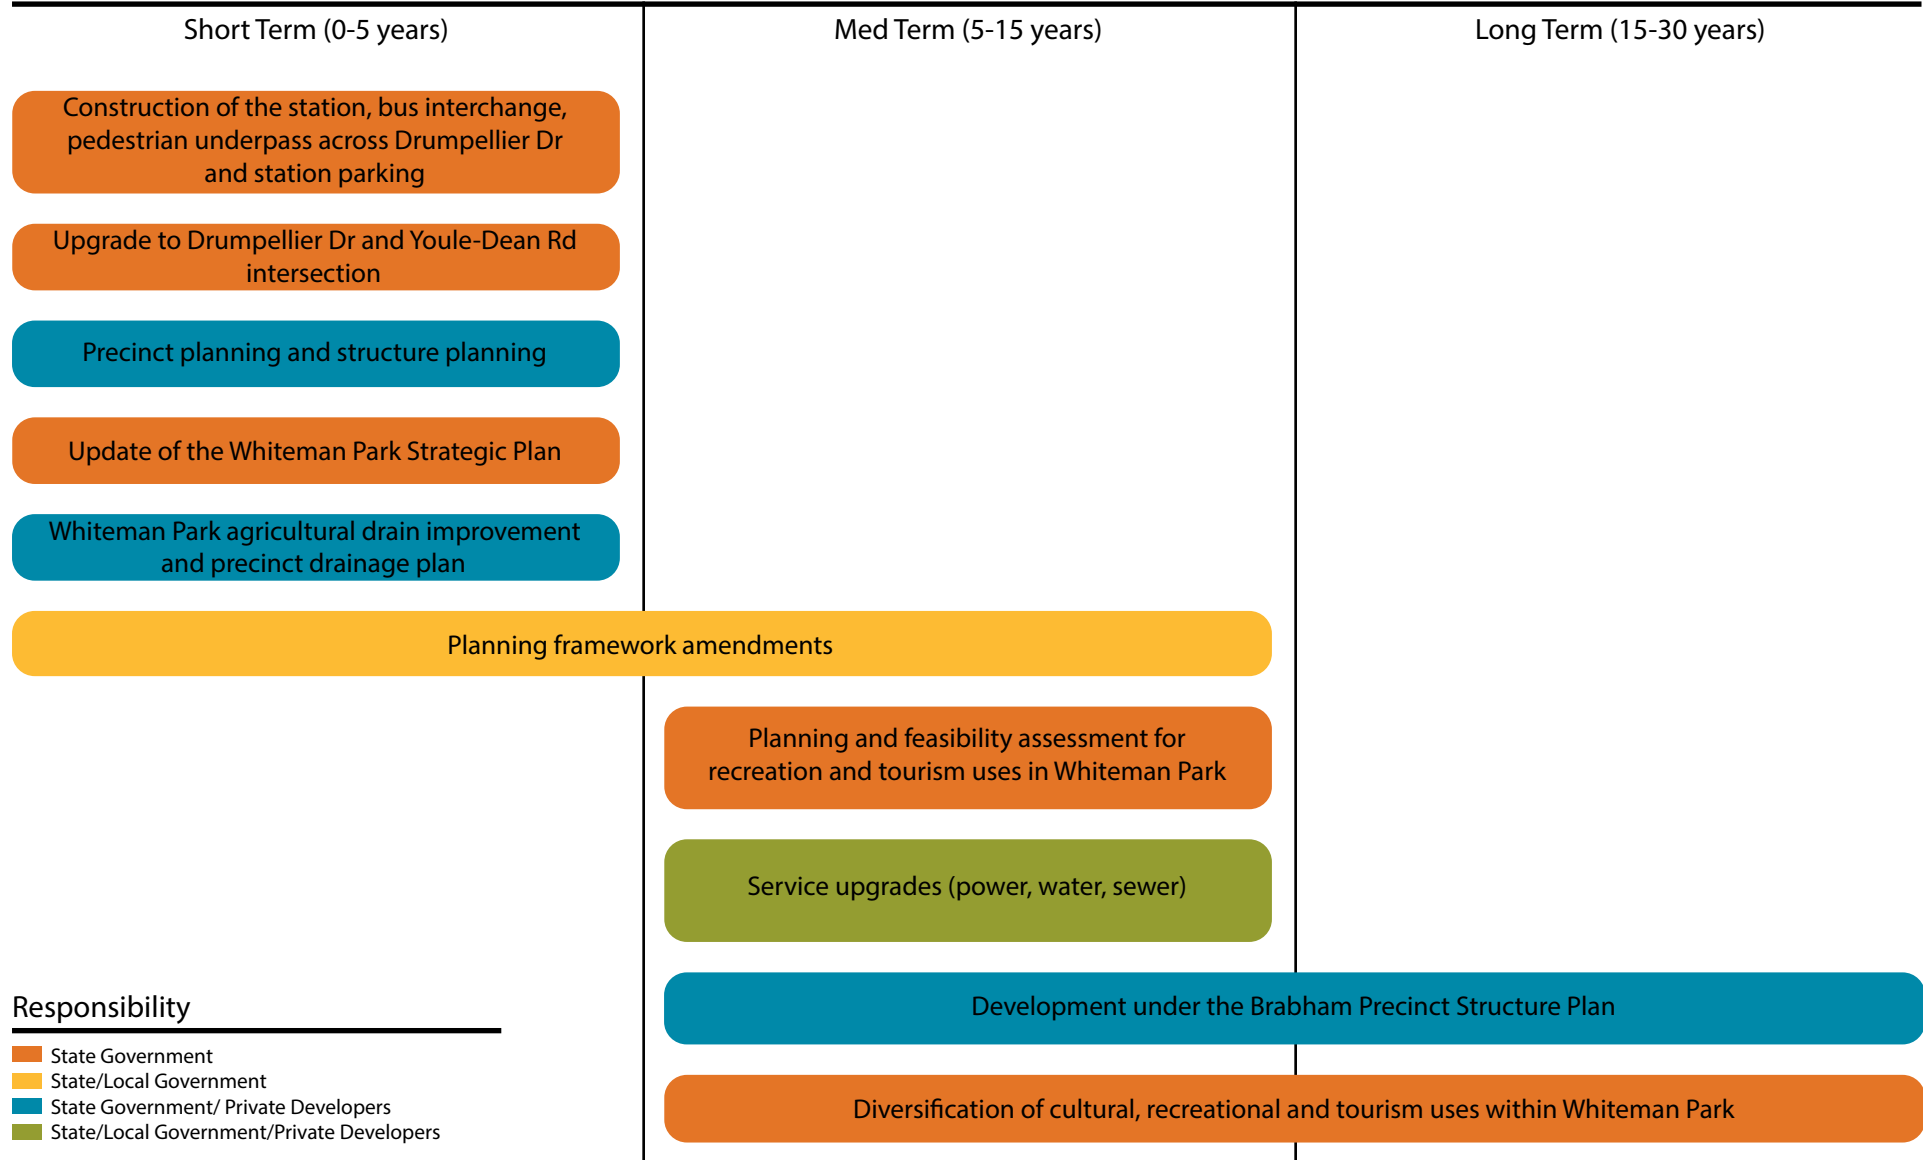 Short Term (0-5 years)
Med Term (5-15 years)
Long Term (15-30 years)
Construction of the station, bus interchange,
pedestrian underpass across Drumpellier Dr
and station parking
Upgrade to Drumpellier Dr and Youle-Dean Rd
intersection
Precinct planning and structure planning
Update of the Whiteman Park Strategic Plan
Whiteman Park agricultural drain improvement
and precinct drainage plan
Planning framework amendments
Planning and feasibility assessment for
recreation and tourism uses in Whiteman Park
Service upgrades (power, water, sewer)
Development under the Brabham Precinct Structure Plan
Diversification of cultural, recreational and tourism uses within Whiteman Park
Responsibility
State Government
State/Local Government
State Government/ Private Developers
State/Local Government/Private Developers